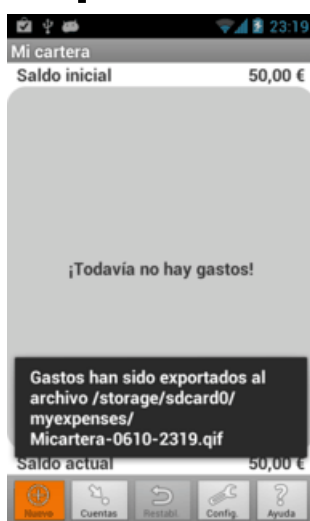 23:19
Mi cartera
Saldo inicial 50,00 €
¡Todavía no hay gastos!
Gastos han sido exportados al
archivo /storage/sdcard0/
myexpenses/
Micartera-0610-2319.qif
Saldo actual 50,00 €
Nuevo Cuentas Restabl. Config. Ayuda